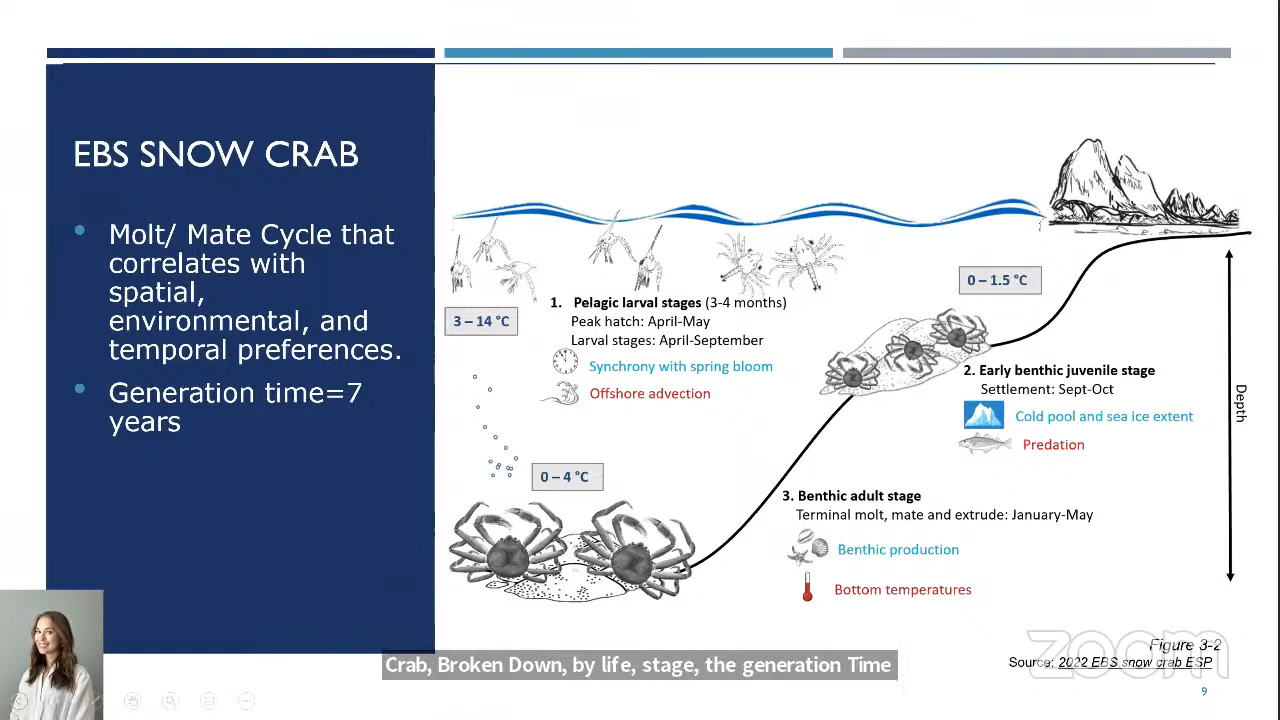 EBS SNOW CRAB
• Molt/ Mate Cycle that
correlates with
spatial,
environmental, and
temporal preferences.
• Generation time=7
years
3 – 14 °C
1. Pelagic larval stages (3-4 months)
Peak hatch: April-May
Larval stages: April-September
Synchrony with spring bloom
Offshore advection
0 – 1.5 °C
2. Early benthic juvenile stage
Settlement: Sept-Oct
Cold pool and sea ice extent
Predation
Depth
0 – 4 °C
3. Benthic adult stage
Terminal molt, mate and extrude: January-May
Benthic production
Bottom temperatures
zoom
Figure 3-2
Source: 2022 EBS snow crab ESP
9
Crab, Broken Down, by life, stage, the generation Time